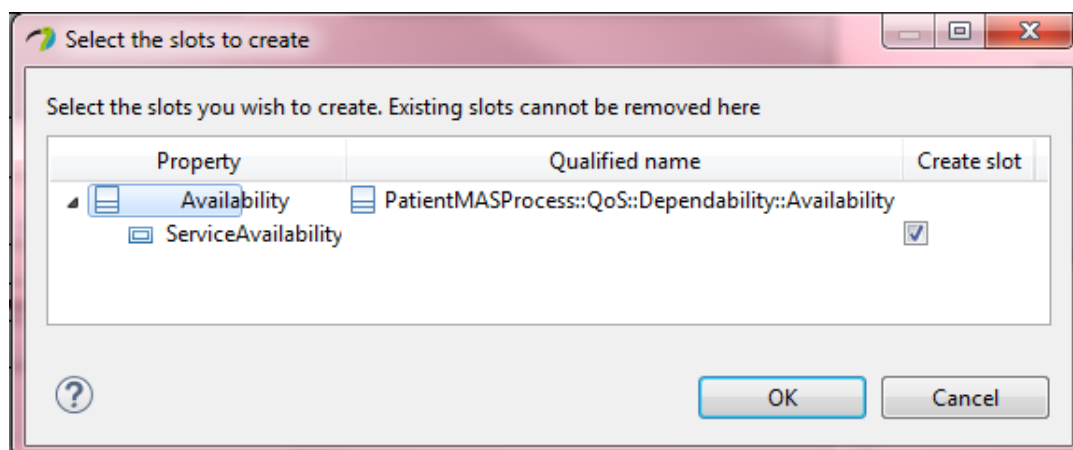 Select the slots to create
Select the slots you wish to create. Existing slots cannot be removed here
Property Qualified name Create slot
Availability PatientMASProcess::QoS::Dependability::Availability
ServiceAvailability
OK Cancel